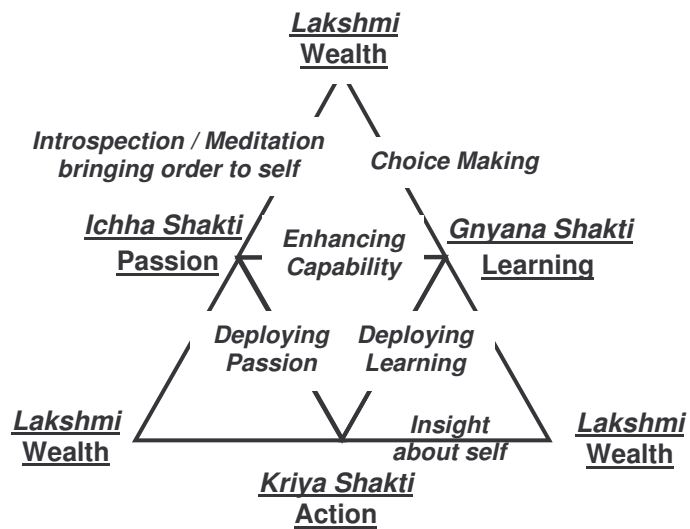 Lakshmi
Wealth
Introspection / Meditation
bringing order to self
Choice Making
Ichha Shakti
Passion
Enhancing
Capability
Gnyana Shakti
Learning
Deploying
Passion
Deploying
Learning
Lakshmi
Wealth
Insight
about self
Lakshmi
Wealth
Kriya Shakti
Action